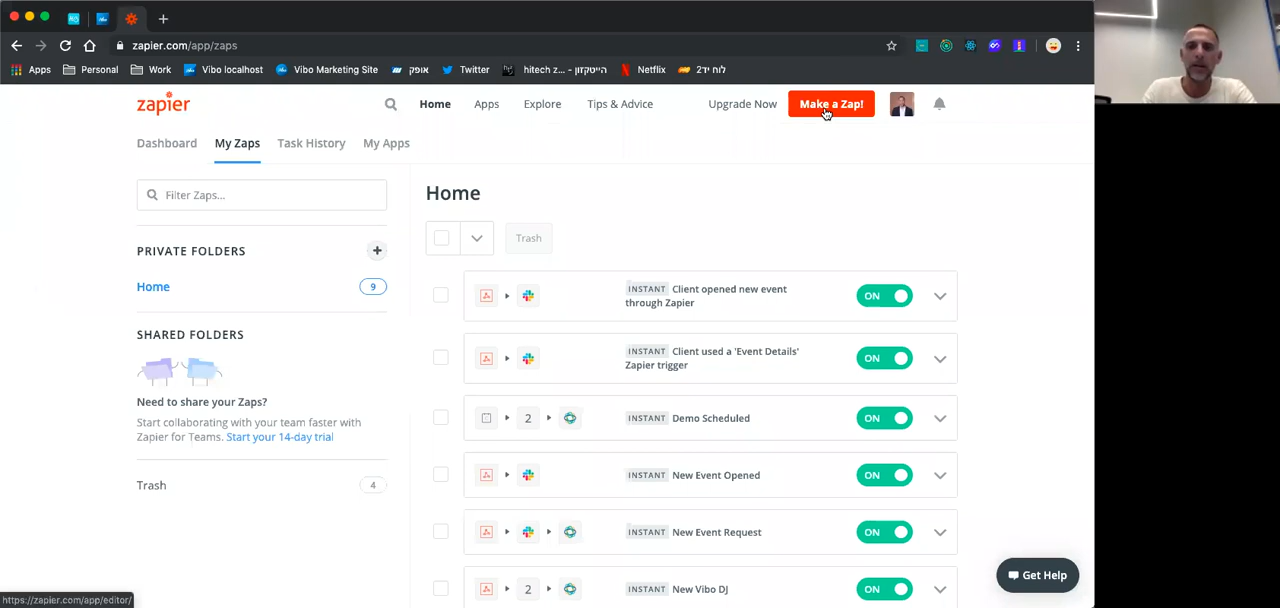 zapier.com/app/zaps
Apps
Personal
Work
Vibo localhost
Vibo Marketing Site
אופק
Twitter
hitech z... - הייטקזון
Netflix
לוח יד2
zapier
Home
Apps
Explore
Tips & Advice
Upgrade Now
Make a Zap!
Dashboard
My Zaps
Task History
My Apps
Filter Zaps...
Home
Trash
PRIVATE FOLDERS
Home
9
SHARED FOLDERS
Need to share your Zaps?
Start collaborating with your team faster with
Zapier for Teams. Start your 14-day trial
Trash
4
INSTANT Client opened new event
through Zapier
ON
INSTANT Client used a 'Event Details'
Zapier trigger
ON
2
INSTANT Demo Scheduled
ON
INSTANT New Event Opened
ON
INSTANT New Event Request
ON
2
INSTANT New Vibo DJ
ON
Get Help
https://zapier.com/app/editor/